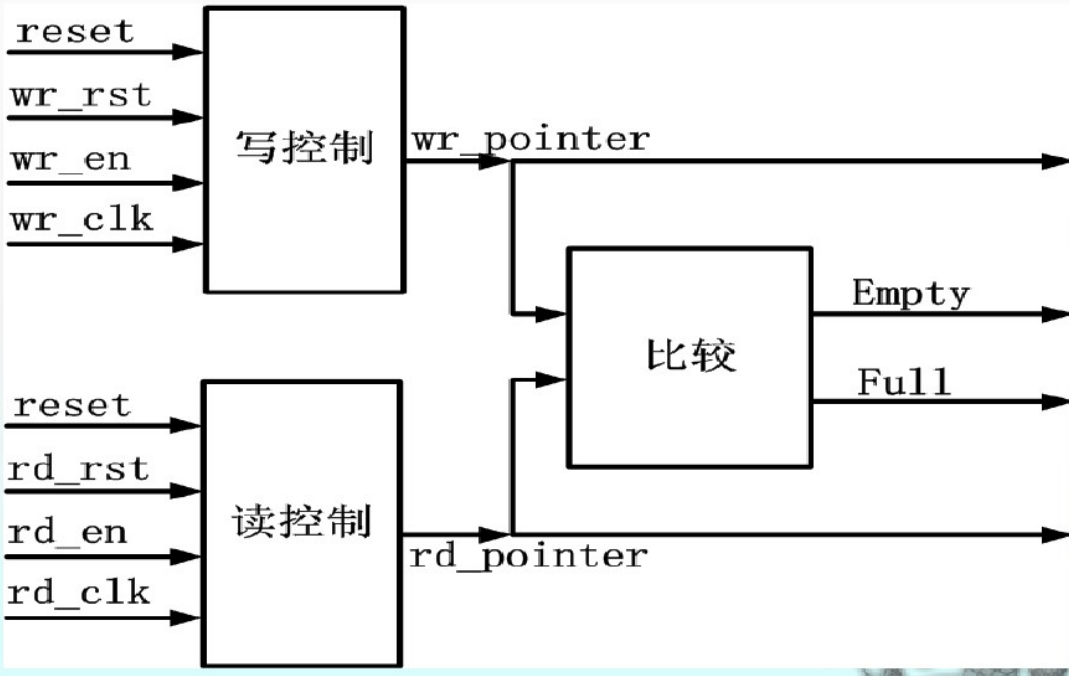 reset
wr_rst
wr_en
wr_clk
写控制
wr_pointer
Empty
比较
Full
reset
rd_rst
rd_en
rd_clk
读控制
rd_pointer